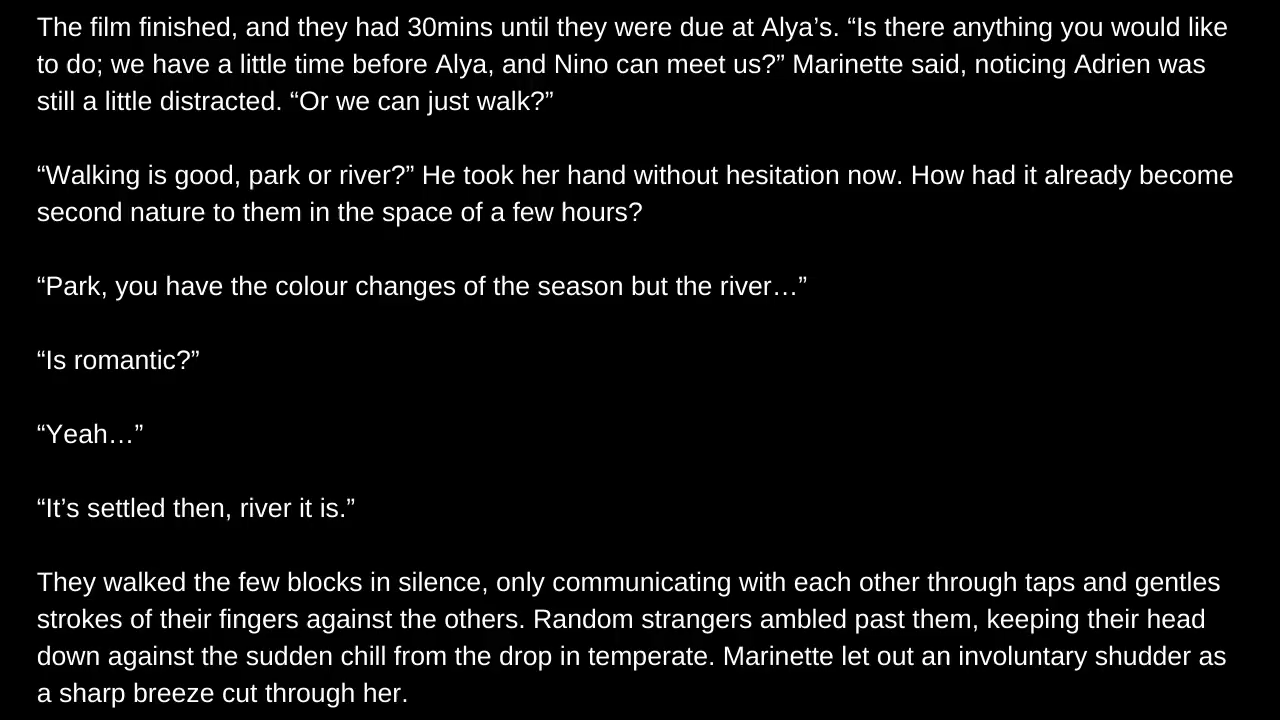 The film finished, and they had 30mins until they were due at Alya’s. “Is there anything you would like
to do; we have a little time before Alya, and Nino can meet us?” Marinette said, noticing Adrien was
still a little distracted. “Or we can just walk?”
“Walking is good, park or river?” He took her hand without hesitation now. How had it already become
second nature to them in the space of a few hours?
“Park, you have the colour changes of the season but the river…”
“Is romantic?”
“Yeah…”
“It’s settled then, river it is.”
They walked the few blocks in silence, only communicating with each other through taps and gentles
strokes of their fingers against the others. Random strangers ambled past them, keeping their head
down against the sudden chill from the drop in temperate. Marinette let out an involuntary shudder as
a sharp breeze cut through her.